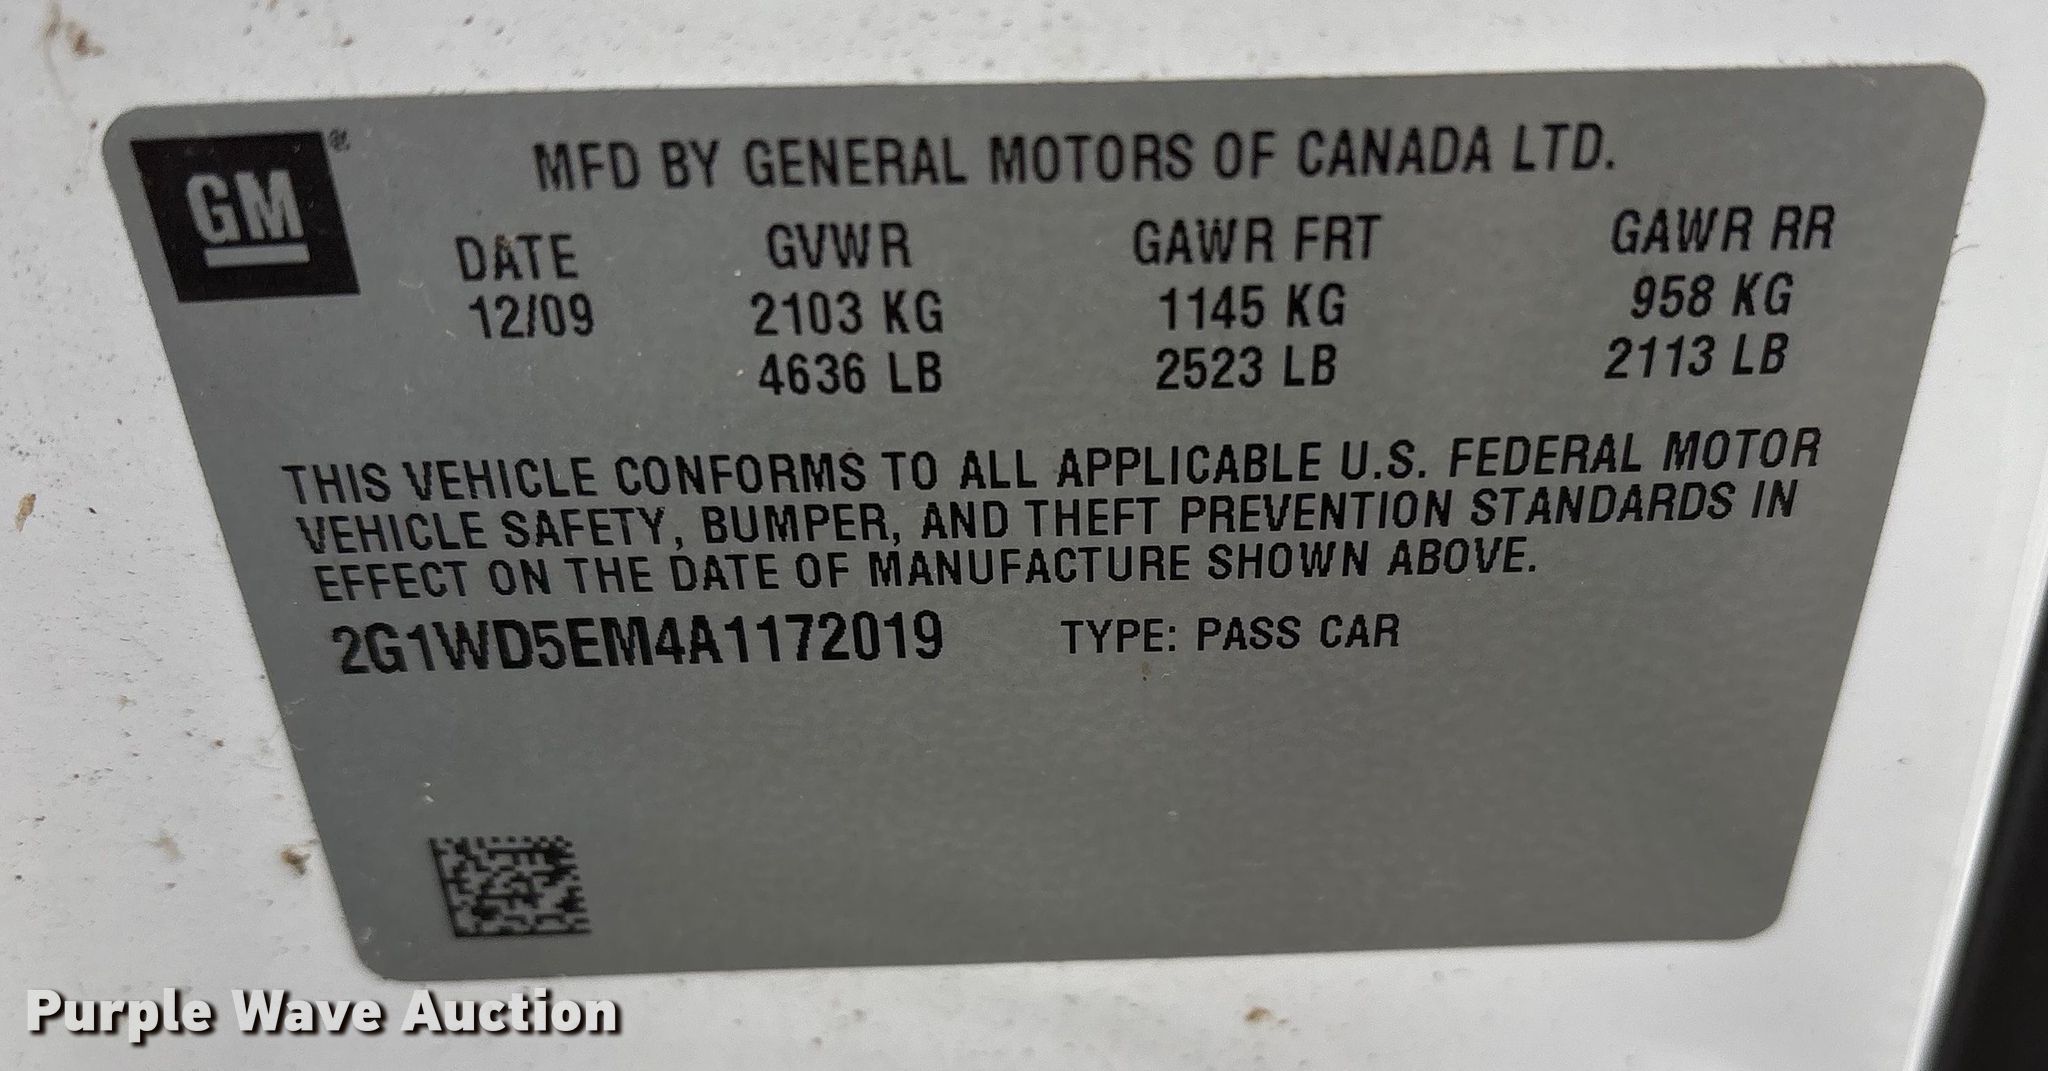 GM®
MFD BY GENERAL MOTORS OF CANADA LTD.
DATE GVWR GAWR FRT GAWR RR
12/09 2103 KG 1145 KG 958 KG
4636 LB 2523 LB 2113 LB
THIS VEHICLE CONFORMS TO ALL APPLICABLE U.S. FEDERAL MOTOR
VEHICLE SAFETY, BUMPER, AND THEFT PREVENTION STANDARDS IN
EFFECT ON THE DATE OF MANUFACTURE SHOWN ABOVE.
2G1WD5EM4A1172019 TYPE: PASS CAR
Purple Wave Auction